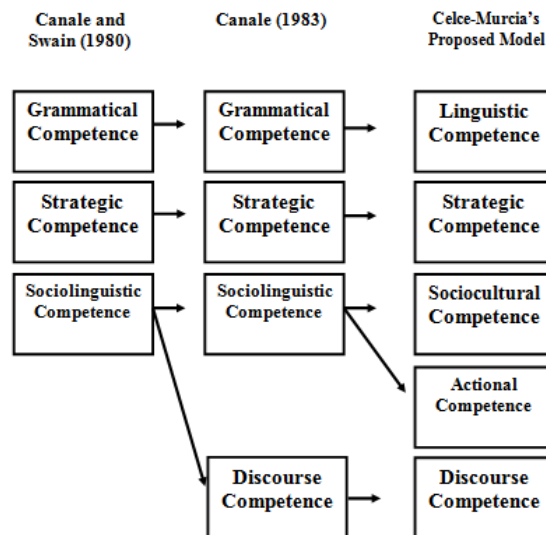 Canale and
Swain (1980)
Canale (1983)
Celce-Murcia's
Proposed Model
Grammatical
Competence
Grammatical
Competence
Linguistic
Competence
Strategic
Competence
Strategic
Competence
Strategic
Competence
Sociolinguistic
Competence
Sociolinguistic
Competence
Sociocultural
Competence
Actional
Competence
Discourse
Competence
Discourse
Competence